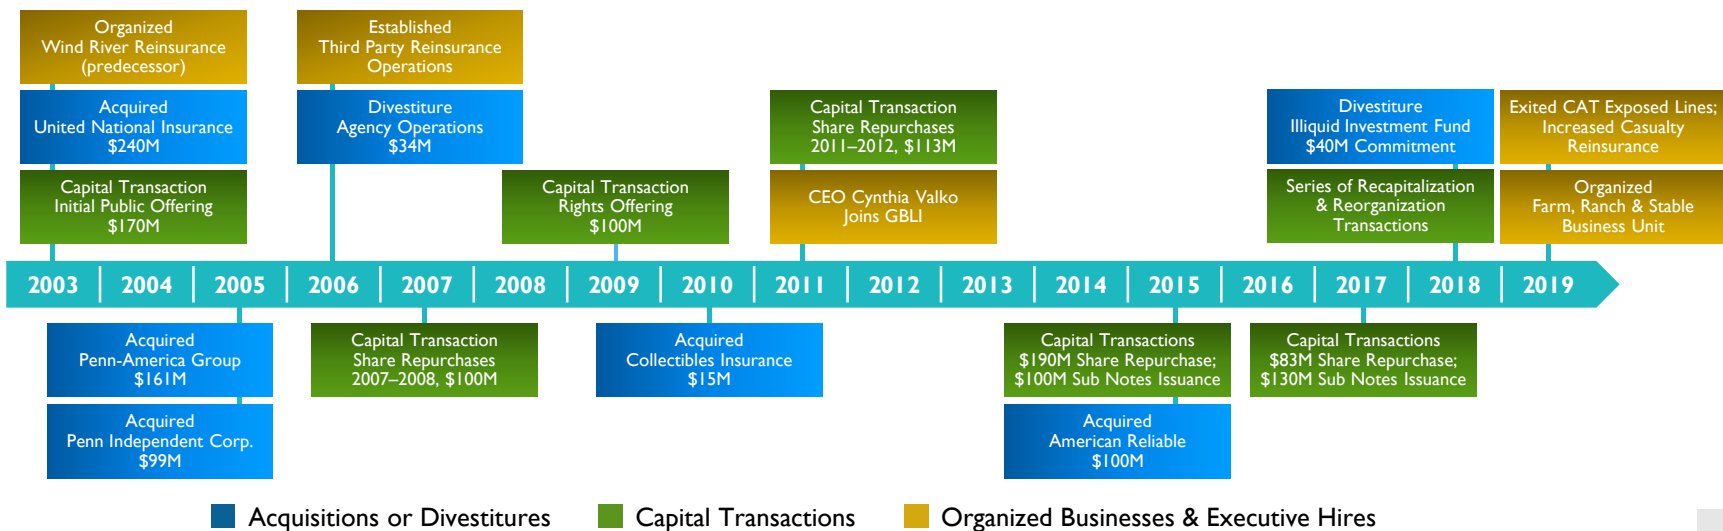 Organized
Wind River Reinsurance
(predecessor)
Acquired
United National Insurance
$240M
Capital Transaction
Initial Public Offering
$170M
Established
Third Party Reinsurance
Operations
Divestiture
Agency Operations
$34M
Capital Transaction
Rights Offering
$100M
Capital Transaction
Share Repurchases
2011–2012, $113M
CEO Cynthia Valko
Joins GBLI
Divestiture
Illiquid Investment Fund
$40M Commitment
Series of Recapitalization
& Reorganization
Transactions
Exited CAT Exposed Lines;
Increased Casualty
Reinsurance
Organized
Farm, Ranch & Stable
Business Unit
2003 2004 2005 2006 2007 2008 2009 2010 2011 2012 2013 2014 2015 2016 2017 2018 2019
Acquired
Penn-America Group
$161M
Acquired
Penn Independent Corp.
$99M
Capital Transaction
Share Repurchases
2007–2008, $100M
Acquired
Collectibles Insurance
$15M
Capital Transactions
$190M Share Repurchase;
$100M Sub Notes Issuance
Acquired
American Reliable
$100M
Capital Transactions
$83M Share Repurchase;
$130M Sub Notes Issuance
Acquisitions or Divestitures
Capital Transactions
Organized Businesses & Executive Hires